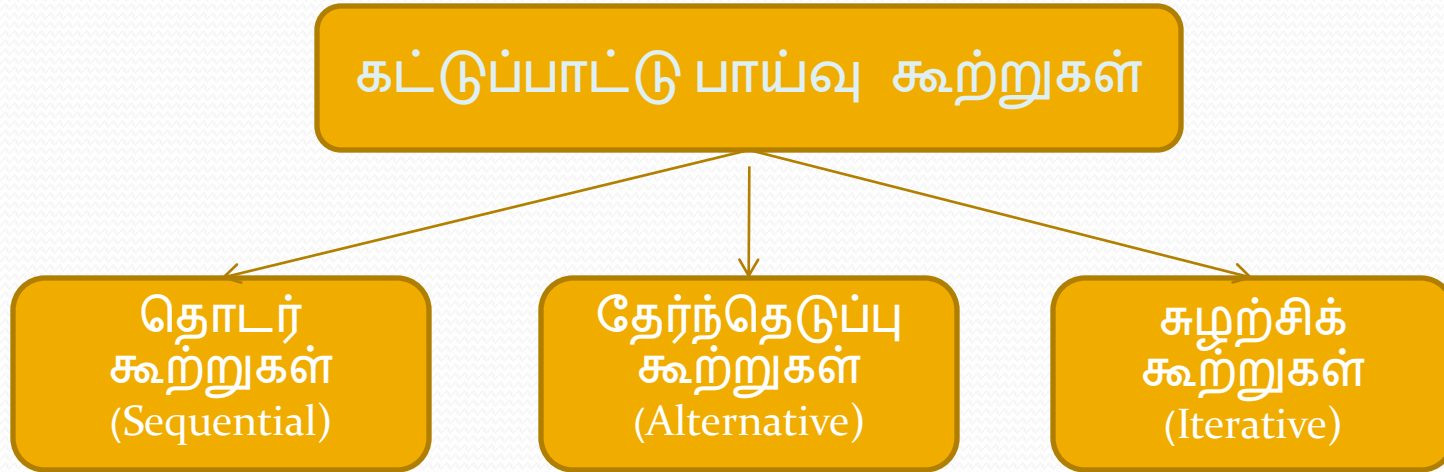 கட்டுப்பாட்டு பாய்வு கூற்றுகள்
தொடர்
கூற்றுகள்
(Sequential)
தேர்ந்தெடுப்பு
கூற்றுகள்
(Alternative)
சுழற்சிக்
கூற்றுகள்
(Iterative)